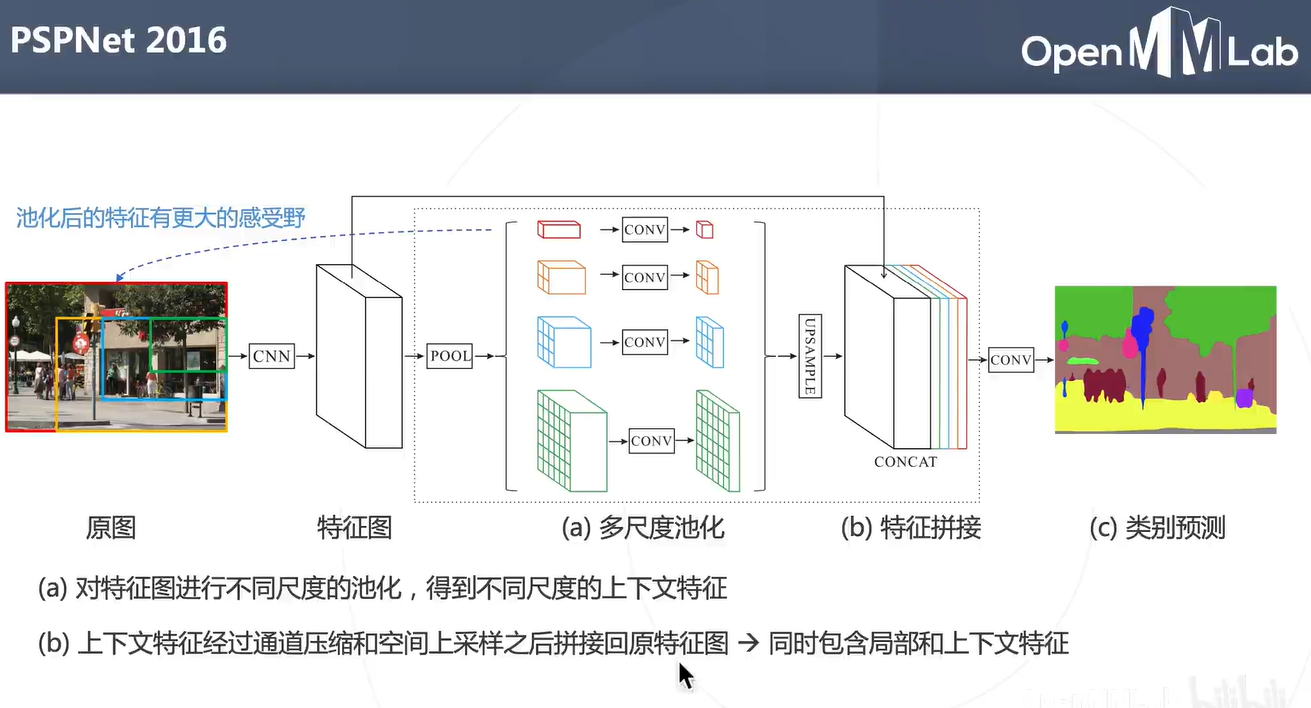 PSPNet 2016
OpenMMLab
池化后的特征有更大的感受野
CNN
POOL
CONV
CONV
CONV
CONV
UPSAMPLE
CONCAT
CONV
原图
特征图
(a) 多尺度池化
(b) 特征拼接
(c) 类别预测
(a) 对特征图进行不同尺度的池化，得到不同尺度的上下文特征
(b) 上下文特征经过通道压缩和空间上采样之后拼接回原特征图 → 同时包含局部和上下文特征
bilibili